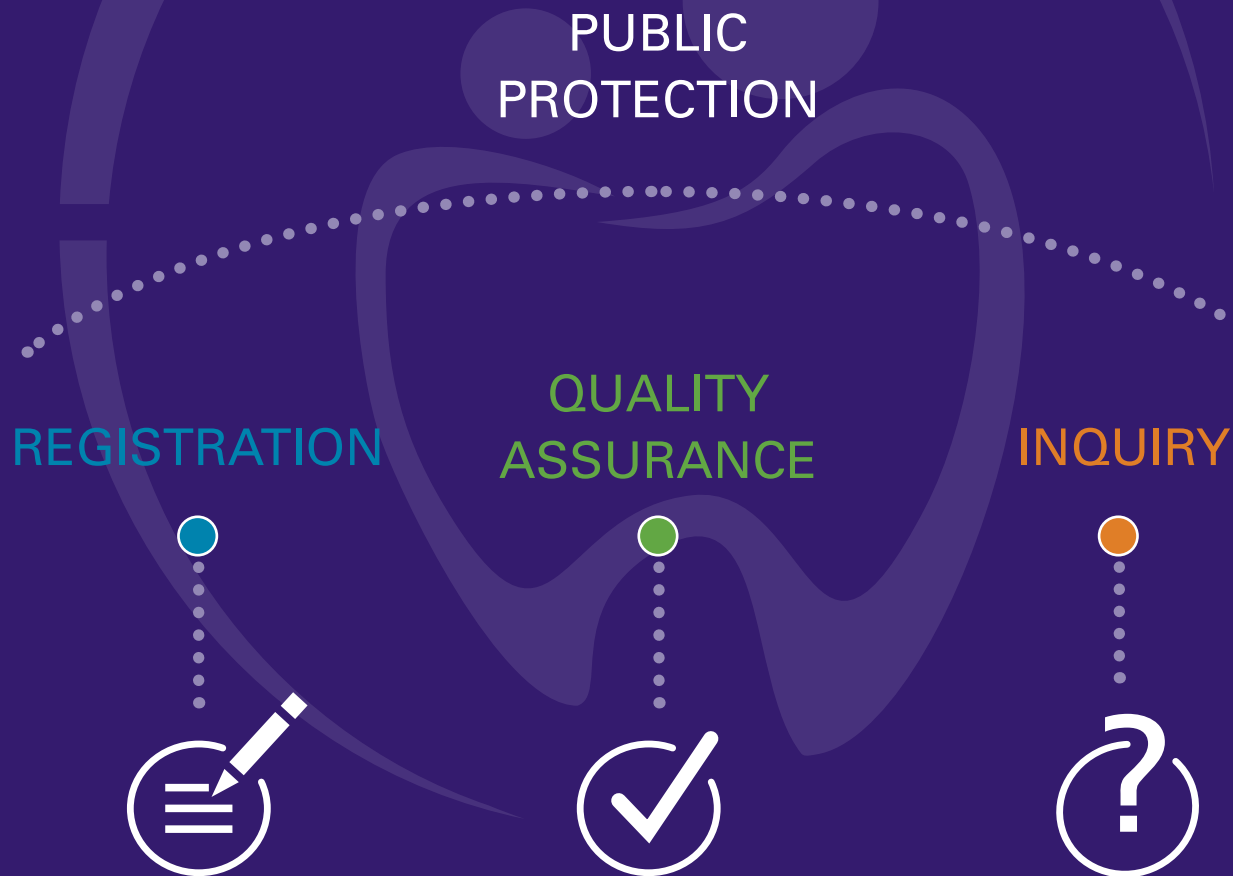 PUBLIC
PROTECTION
REGISTRATION
QUALITY
ASSURANCE
INQUIRY
?